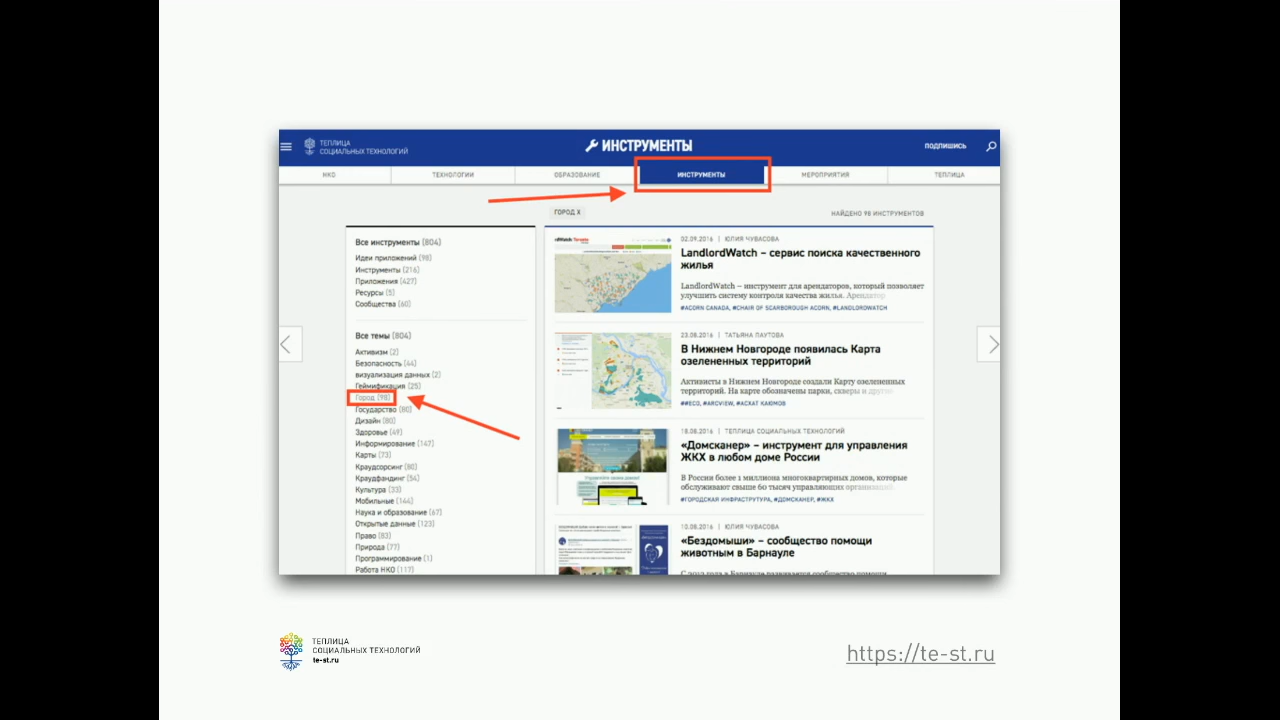 ТЕПЛИЦА
СОЦИАЛЬНЫХ ТЕХНОЛОГИЙ
ИНСТРУМЕНТЫ
ПОДПИШИСЬ
НКО
ТЕХНОЛОГИИ
ОБРАЗОВАНИЕ
ИНСТРУМЕНТЫ
МЕРОПРИЯТИЯ
ТЕПЛИЦА
ГОРОД X
НАЙДЕНО 98 ИНСТРУМЕНТОВ
Все инструменты (804)
Идеи приложений (98)
Инструменты (216)
Приложения (427)
Ресурсы (5)
Сообщества (60)
Все темы (804)
Активизм (2)
Безопасность (44)
визуализация данных (2)
Геймификация (25)
Город (98)
Государство (80)
Дизайн (80)
Здоровье (49)
Информирование (147)
Карты (73)
Краудсорсинг (80)
Краудфандинг (54)
Культура (33)
Мобильные (144)
Наука и образование (67)
Открытые данные (123)
Право (83)
Природа (77)
Программирование (1)
Работа НКО (117)
02.09.2016 | ЮЛИЯ ЧУВАСОВА
LandlordWatch – сервис поиска качественного
жилья
LandlordWatch – инструмент для арендаторов, который позволяет
улучшить систему контроля качества жилья. Арендатор
#ACORN CANADA, #CHAIR OF SCARBOROUGH ACORN, #LANDLORDWATCH
23.08.2016 | ТАТЬЯНА ЛАУТОВА
В Нижнем Новгороде появилась Карта
озелененных территорий
Активисты в Нижнем Новгороде создали Карту озелененных
территорий. На карте обозначены парки, скверы и другие
##ECO, #ARCVIEW, #АСХАТ КАЮМОВ
18.08.2016 | ТЕПЛИЦА СОЦИАЛЬНЫХ ТЕХНОЛОГИЙ
«Домсканер» – инструмент для управления
ЖКХ в любом доме России
В России более 1 миллиона многоквартирных домов, которые
обслуживают свыше 60 тысяч управляющих организаций
#ГОРОДСКАЯ ИНФРАСТРУТУРА, #ДОМСКАНЕР, #ЖКХ
10.08.2016 | ЮЛИЯ ЧУВАСОВА
«Бездомыши» – сообщество помощи
животным в Барнауле
ТЕПЛИЦА
СОЦИАЛЬНЫХ ТЕХНОЛОГИЙ
te-st.ru
https://te-st.ru